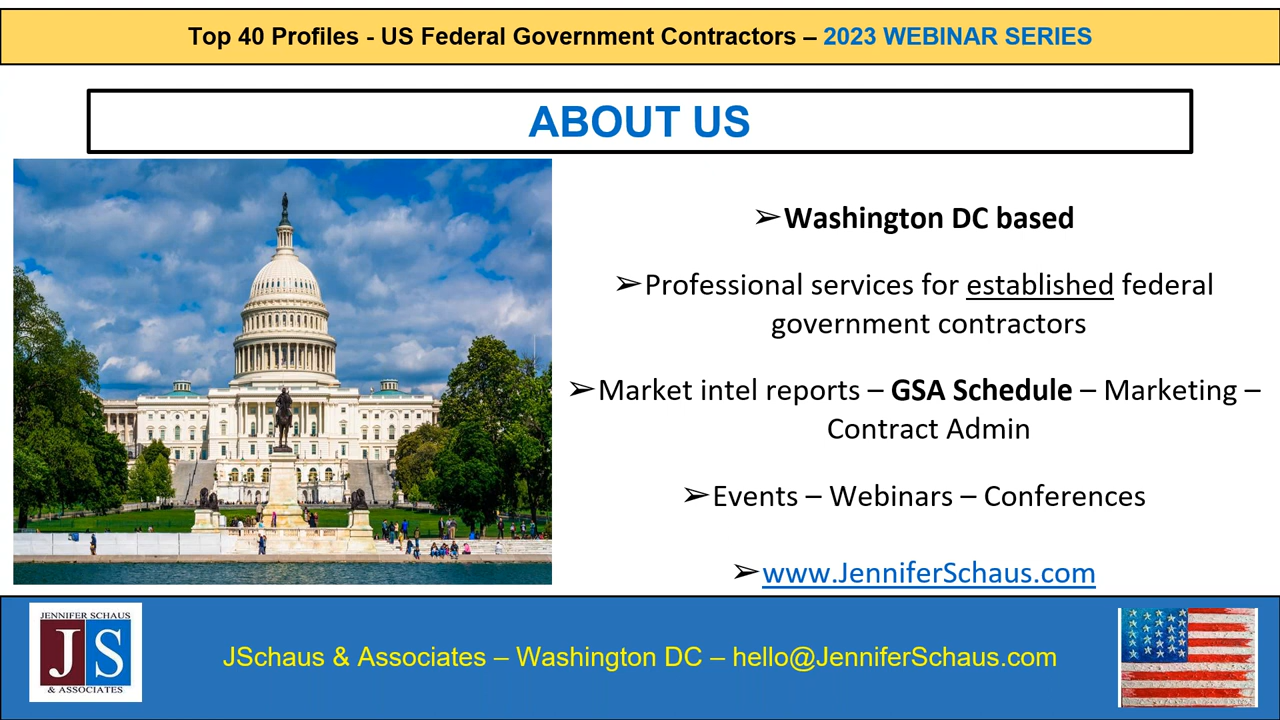 Top 40 Profiles - US Federal Government Contractors – 2023 WEBINAR SERIES
ABOUT US
➢Washington DC based
➢Professional services for established federal
government contractors
➢Market intel reports – GSA Schedule – Marketing –
Contract Admin
➢Events – Webinars – Conferences
➢www.JenniferSchaus.com
JENNIFER SCHAUS
JS
& ASSOCIATES
JSchaus & Associates – Washington DC – hello@JenniferSchaus.com